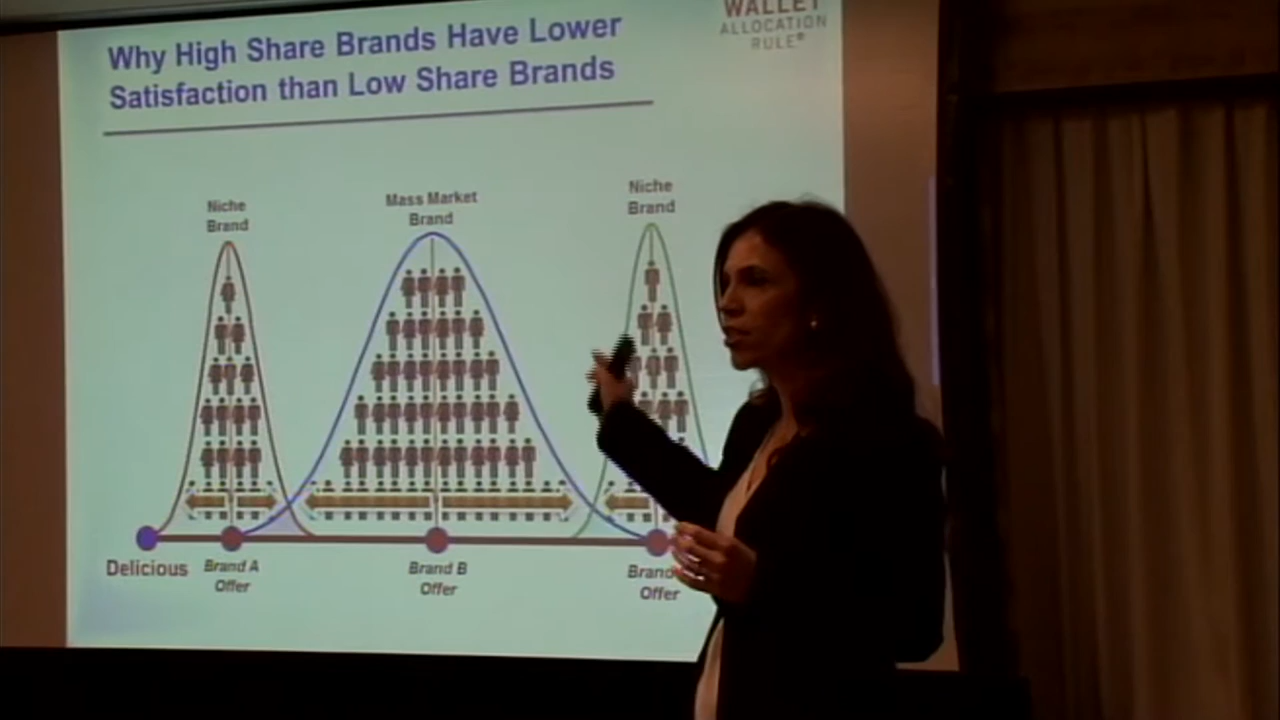 Why High Share Brands Have Lower
Satisfaction than Low Share Brands
WALLET
ALLOCATION
RULE®
Niche
Brand
Mass Market
Brand
Niche
Brand
Delicious
Brand A
Offer
Brand B
Offer
Brand
Offer